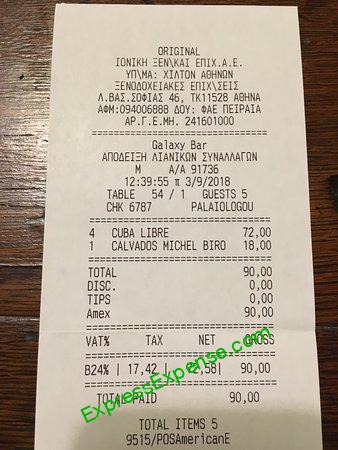 ORIGINAL
ΙΟΝΙΚΗ ΞΕΝ\ΚΑΙ ΕΠΙΧ.Α.Ε.
ΥΠ\ΜΑ: ΧΙΛΤΟΝ ΑΘΗΝΩΝ
ΞΕΝΟΔΟΧΕΙΑΚΕΣ ΕΠΙΧ\ΣΕΙΣ
Λ.ΒΑΣ.ΣΟΦΙΑΣ 46, ΤΚ11528 ΑΘΗΝΑ
ΑΦΜ:094006888 ΔΟΥ: ΦΑΕ ΠΕΙΡΑΙΑ
ΑΡ.Γ.Ε.ΜΗ. 241601000
Galaxy Bar
ΑΠΟΔΕΙΞΗ ΛΙΑΝΙΚΩΝ ΣΥΝΑΛΛΑΓΩΝ
M A/A 91736
12:39:55 π 3/9/2018
TABLE 54 / 1 GUESTS 5
CHK 6787 PALAIOLOGOU
4 CUBA LIBRE 72,00
1 CALVADOS MICHEL BIRO 18,00
TOTAL 90,00
DISC. 0,00
TIPS 0,00
Amex 90,00
VAT% TAX NET GROSS
B24% | 17,42 | 2,58| 90,00
TOTAL PAID 90,00
ExpressExpense.com
TOTAL ITEMS 5
9515/POSAmericanE